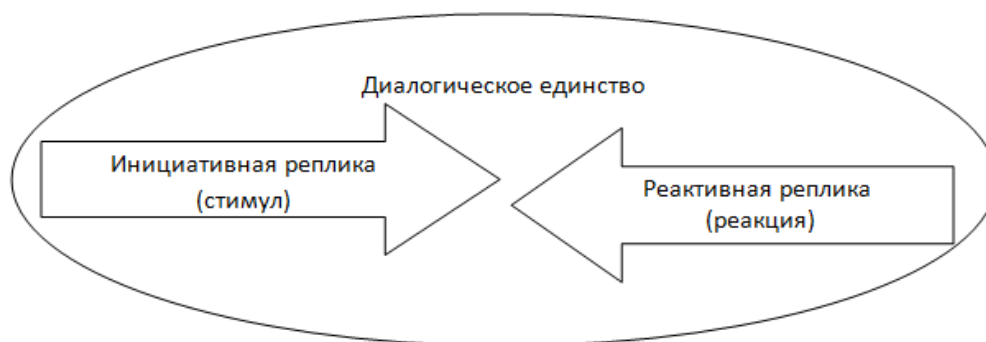 Диалогическое единство
Инициативная реплика
(стимул)
Реактивная реплика
(реакция)